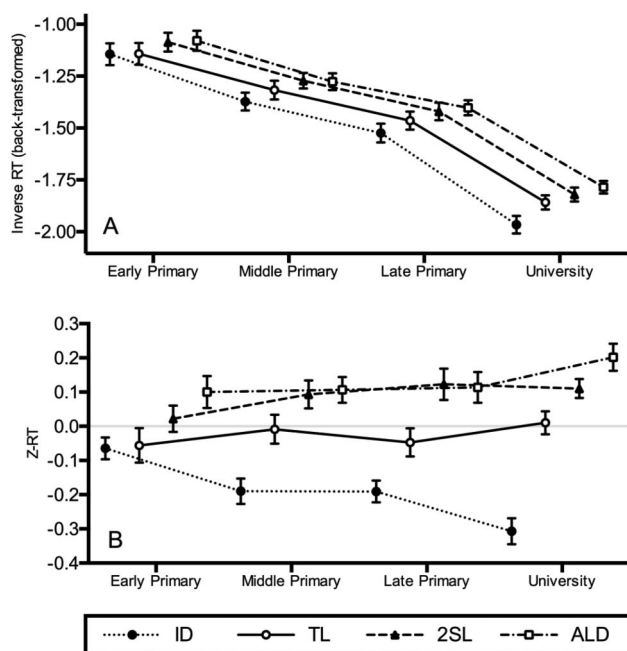 -1.00
-1.25
-1.50
-1.75
-2.00
Inverse RT (back-transformed)
A
Early Primary Middle Primary Late Primary University
0.3
0.2
0.1
0.0
-0.1
-0.2
-0.3
-0.4
Z-RT
B
Early Primary Middle Primary Late Primary University
ID TL 2SL ALD